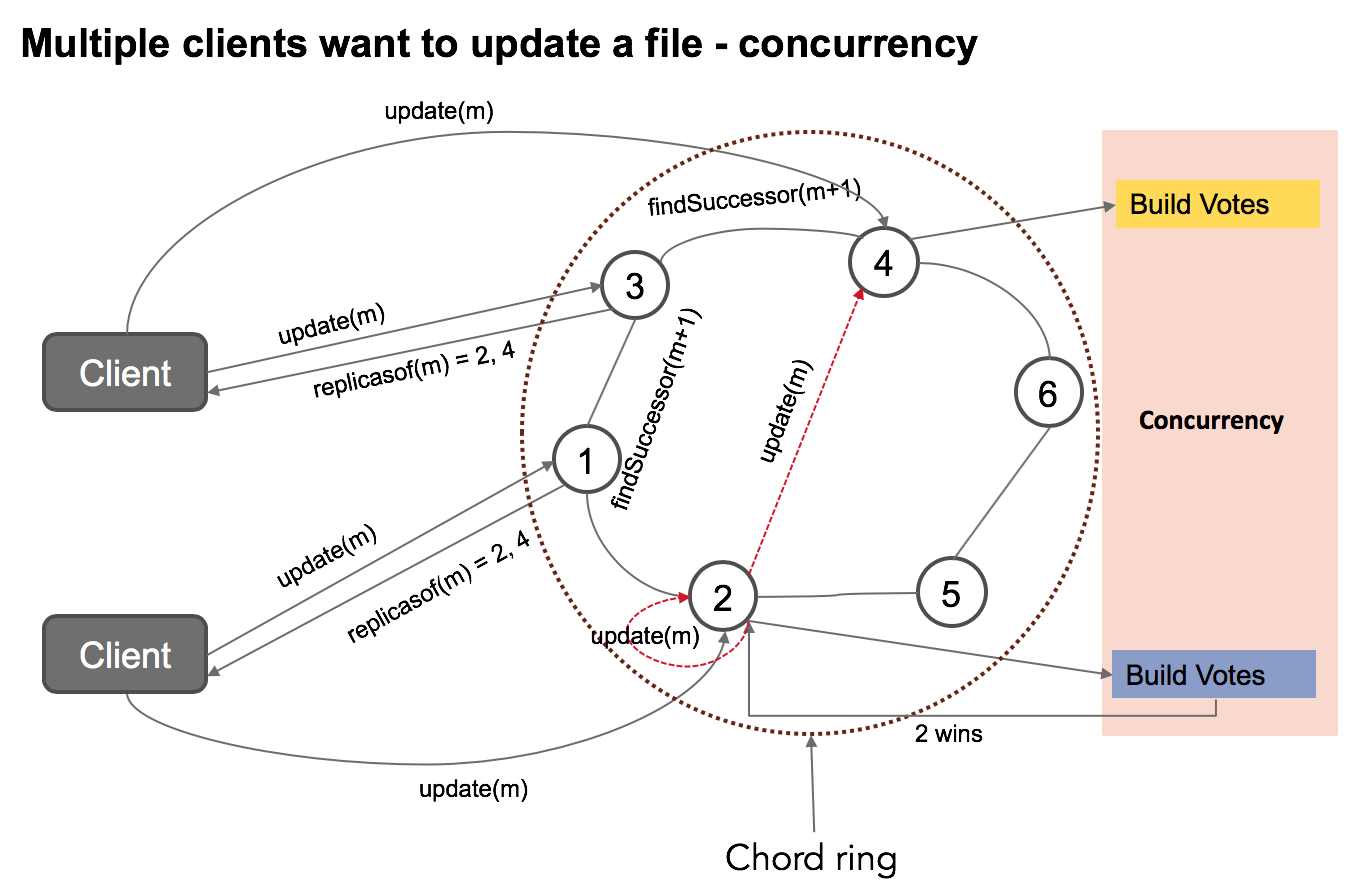 Multiple clients want to update a file - concurrency
update(m)
findSuccessor(m+1)
Build Votes
4
3
update(m)
replicasof(m) = 2, 4
Client
findSuccessor(m+1)
update(m)
6
Concurrency
1
update(m)
replicasof(m) = 2, 4
2
5
update(m)
Client
Build Votes
2 wins
update(m)
Chord ring